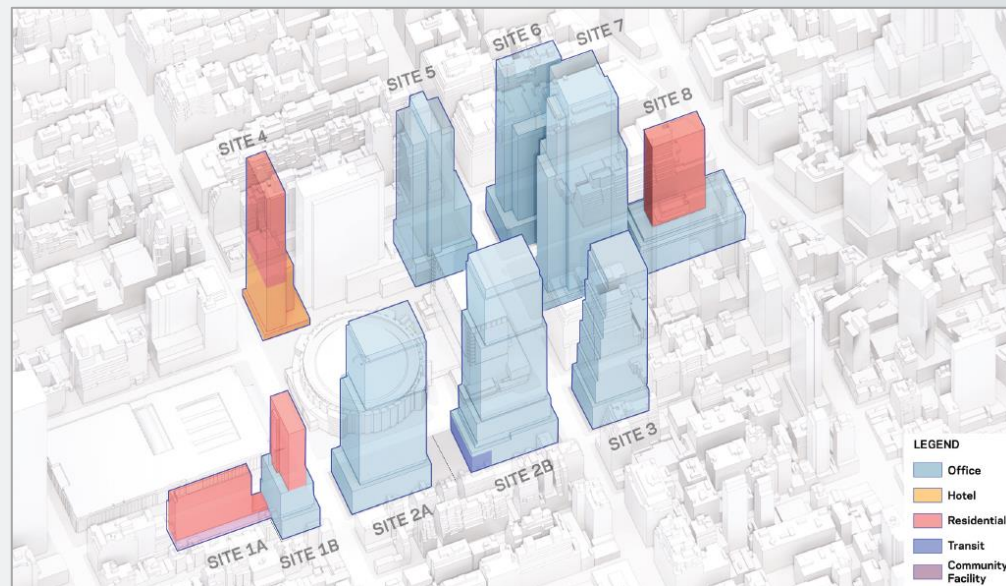 SITE 6
SITE 7
SITE 5
SITE 8
SITE 4
SITE 3
SITE 2B
SITE 2A
SITE 1A
SITE 1B
LEGEND
Office
Hotel
Residential
Transit
Community
Facility